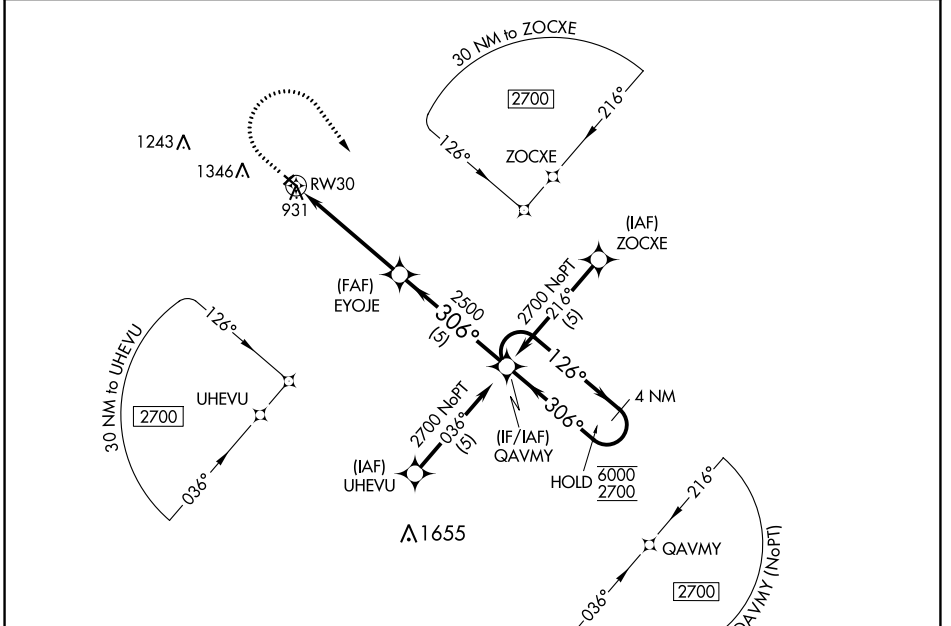 30 NM to ZOCXE
2700
216°
126°
ZOCXE
1243
1346
RW30
931
(IAF)
ZOCXE
2700 NoPT
216°
(5)
(FAF)
EYOJE
2500
306°
(5)
126°
4 NM
306°
HOLD 6000
2700
(IF/IAF)
QAVMY
2700 NoPT
036°
(5)
(IAF)
UHEVU
1655
30 NM to UHEVU
126°
UHEVU
2700
036°
216°
QAVMY
2700
036°
QAVMY (NoPT)